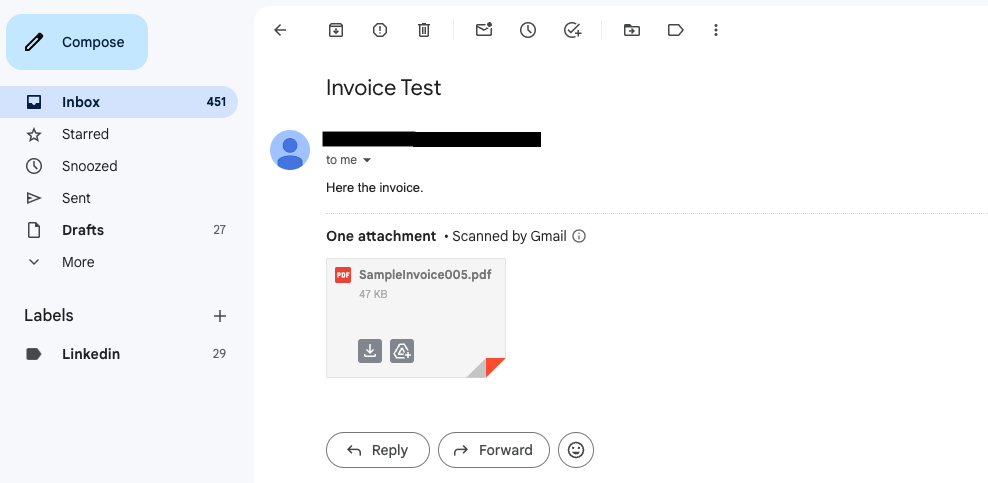 Compose
Inbox 451
Starred
Snoozed
Sent
Drafts 27
More
Labels
Linkedin 29
Invoice Test
to me
Here the invoice.
One attachment • Scanned by Gmail
PDF SampleInvoice005.pdf
47 KB
Reply Forward